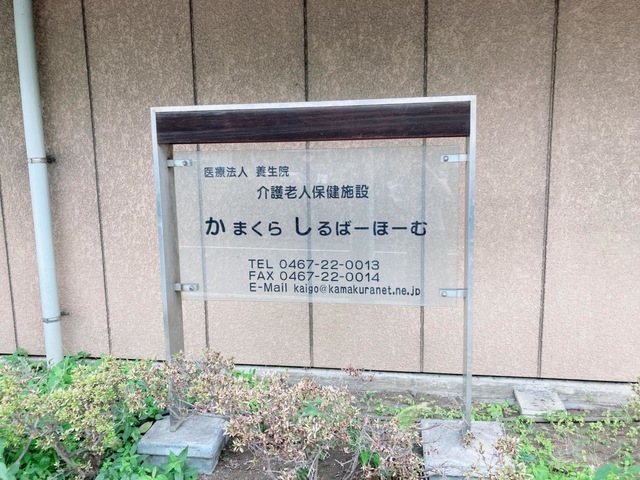 医療法人 養生院
介護老人保健施設
かまくら しるばーほーむ
TEL 0467-22-0013
FAX 0467-22-0014
E-Mail kaigo@kamakuranet.ne.jp